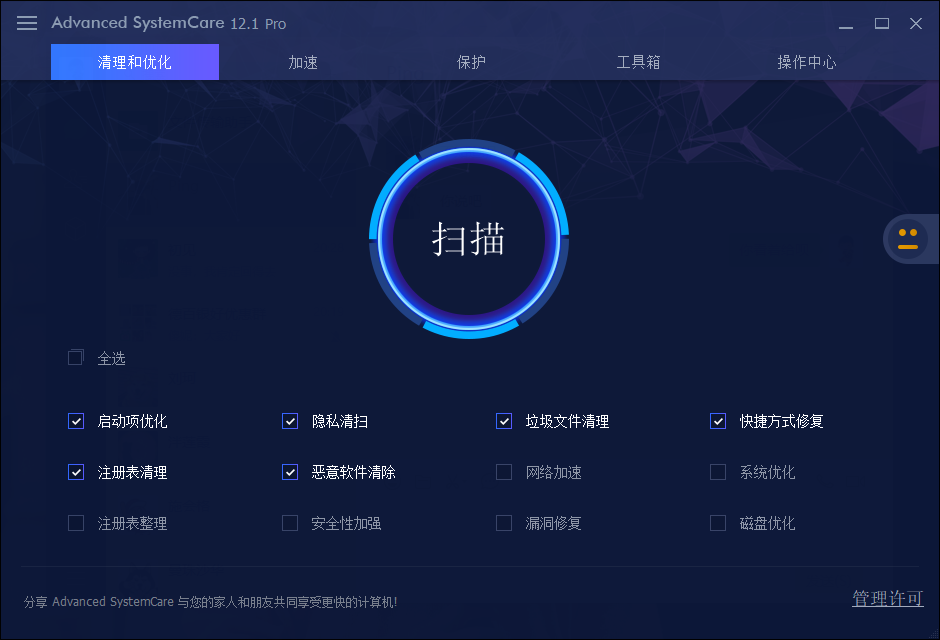 Advanced SystemCare 12.1 Pro
清理和优化 加速 保护 工具箱 操作中心
扫描
全选
启动项优化 隐私清扫 垃圾文件清理 快捷方式修复
注册表清理 恶意软件清除 网络加速 系统优化
注册表整理 安全性加强 漏洞修复 磁盘优化
分享 Advanced SystemCare 与您的家人和朋友共同享受更快的计算机!
管理许可